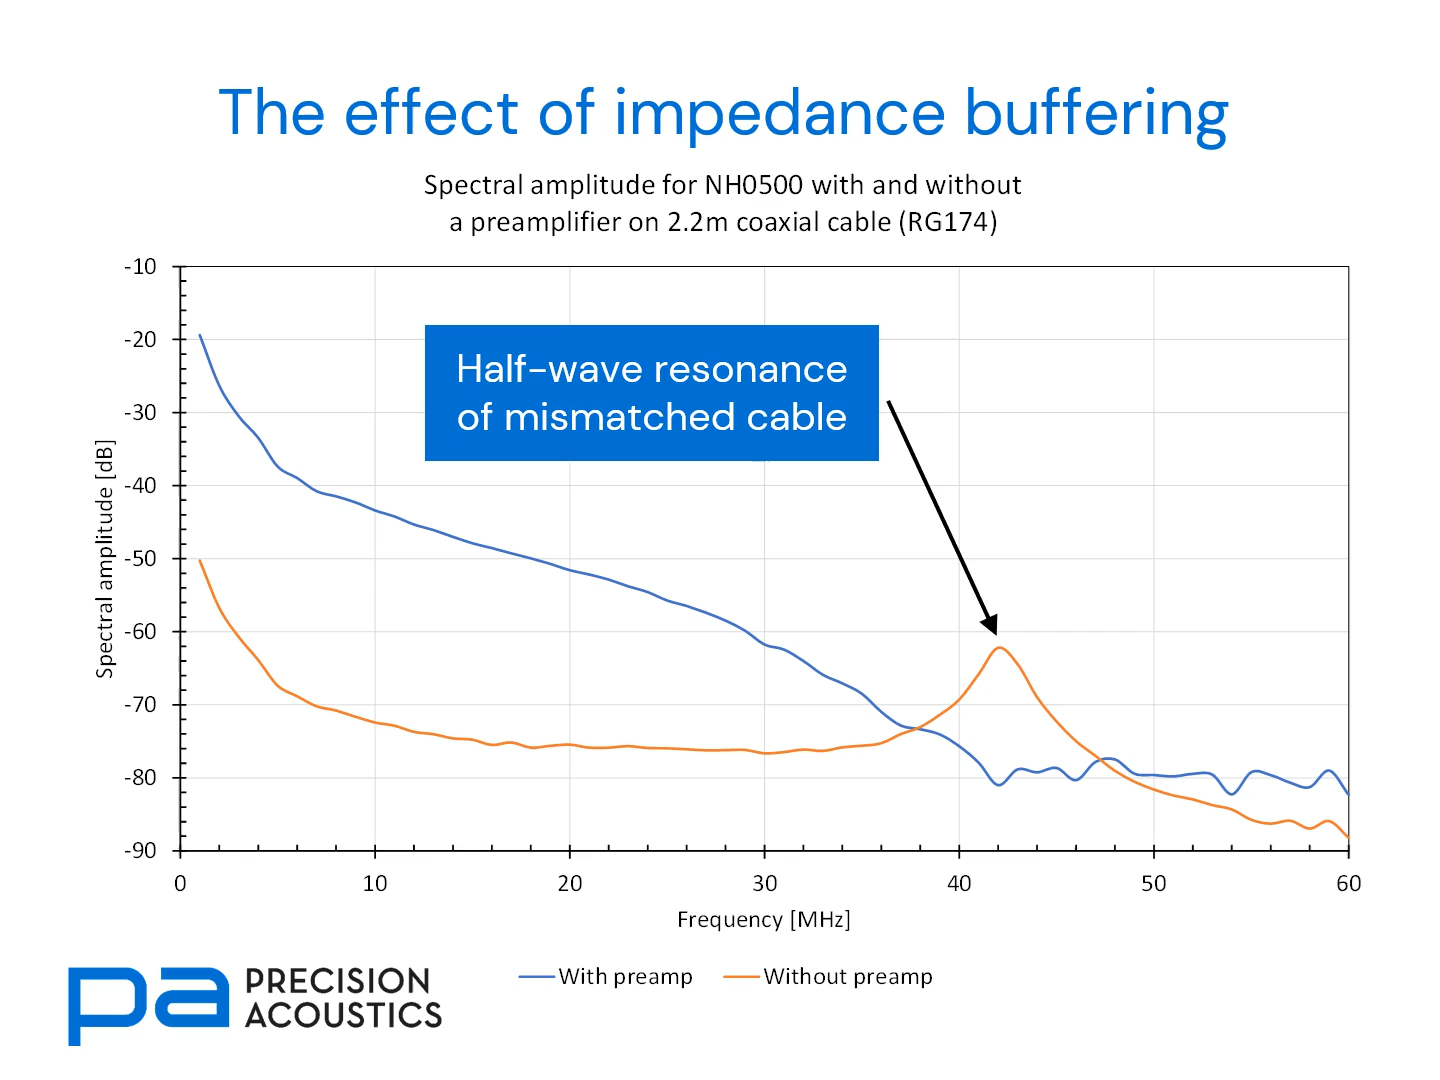 The effect of impedance buffering
Spectral amplitude for NH0500 with and without
a preamplifier on 2.2m coaxial cable (RG174)
-10
-20
-30
-40
-50
-60
-70
-80
-90
Spectral amplitude [dB]
Half-wave resonance
of mismatched cable
0 10 20 30 40 50 60
Frequency [MHz]
With preamp Without preamp
pa PRECISION
ACOUSTICS